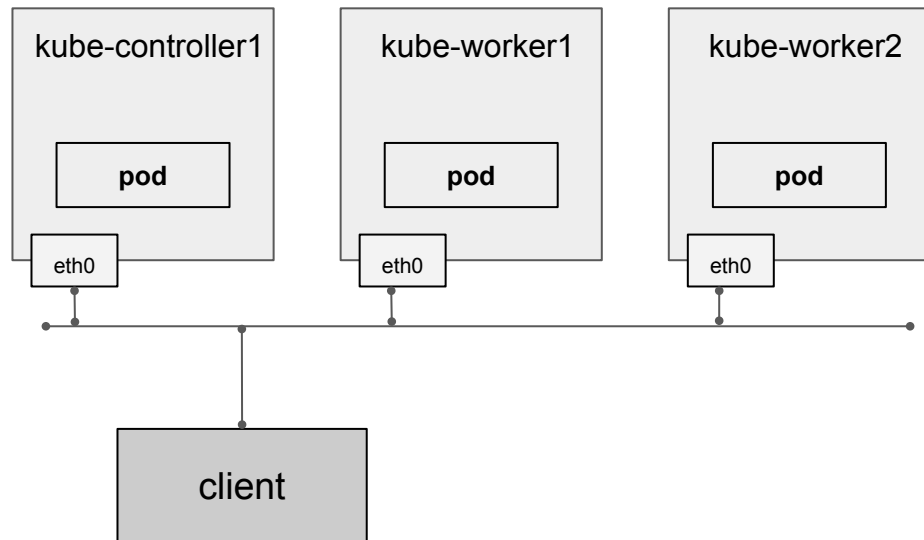 kube-controller1
kube-worker1
kube-worker2
pod
pod
pod
eth0
eth0
eth0
client